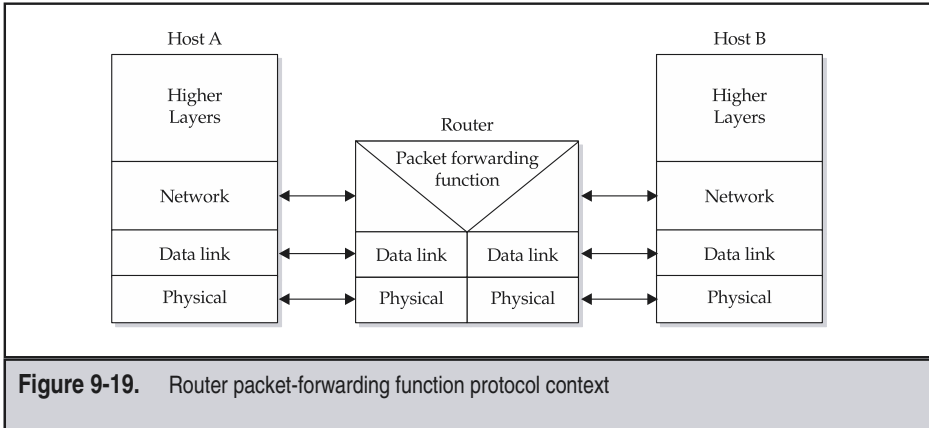 Host A
Higher
Layers
Network
Data link
Physical
Router
Packet forwarding
function
Data link
Data link
Physical
Physical
Host B
Higher
Layers
Network
Data link
Physical
Figure 9-19. Router packet-forwarding function protocol context